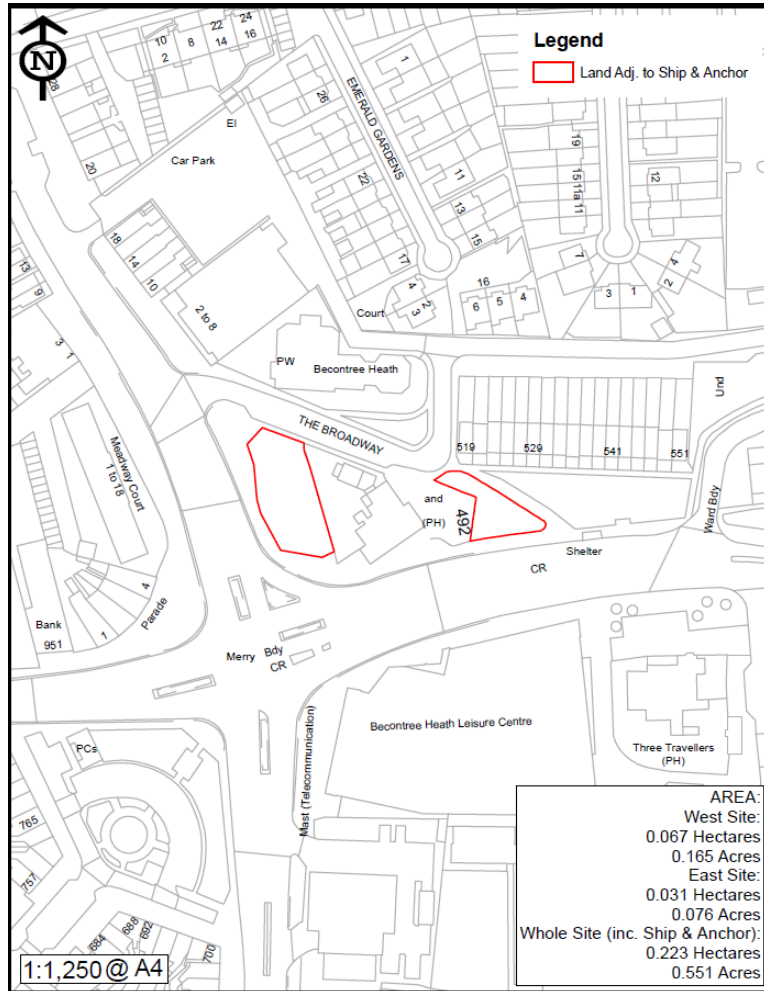 N
Legend
Land Adj. to Ship & Anchor
10
2
8
22
14
24
16
28
20
El
Car Park
26
22
17
EMERALD GARDENS
1
11
13
15
19
15
11a
11
12
7
3
1
4
2
16
6
5
4
4
2
3
Court
18
14
10
2 to 8
PW
Becontree Heath
THE BROADWAY
13
9
3
1
Meadway Court
1 to 18
519
529
541
551
Und
Ward Bdy
and
(PH)
492
Shelter
CR
4
1
Parade
Bank
951
Merry
Bdy
CR
Becontree Heath Leisure Centre
Three Travellers
(PH)
Mast (Telecommunication)
PCs
765
757
684
688
692
700
AREA:
West Site:
0.067 Hectares
0.165 Acres
East Site:
0.031 Hectares
0.076 Acres
Whole Site (inc. Ship & Anchor):
0.223 Hectares
0.551 Acres
1:1,250 @ A4